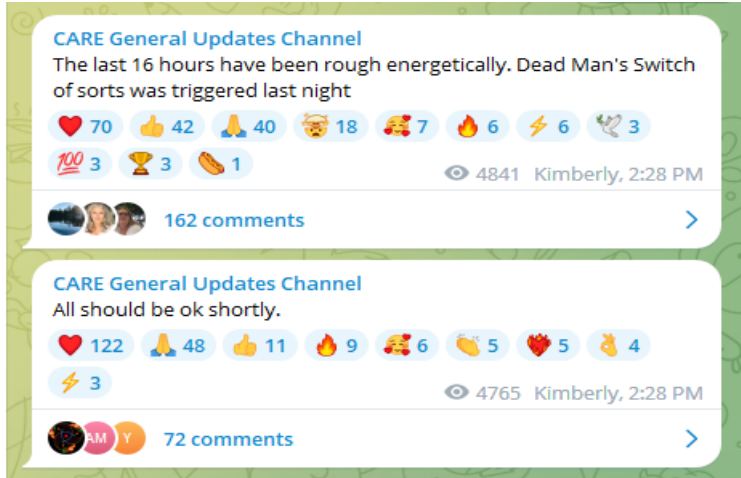 CARE General Updates Channel
The last 16 hours have been rough energetically. Dead Man's Switch
of sorts was triggered last night
❤️ 70 👍 42 🙏 40 🤯 18 🥰 7 🔥 6 ⚡ 6 🕊 3
💯 3 🏆 3 🌭 1 4841 Kimberly, 2:28 PM
162 comments
CARE General Updates Channel
All should be ok shortly.
❤️ 122 🙏 48 👍 11 🔥 9 🥰 6 👏 5 ❤️‍🔥 5 👌 4
⚡ 3 4765 Kimberly, 2:28 PM
AM Y 72 comments